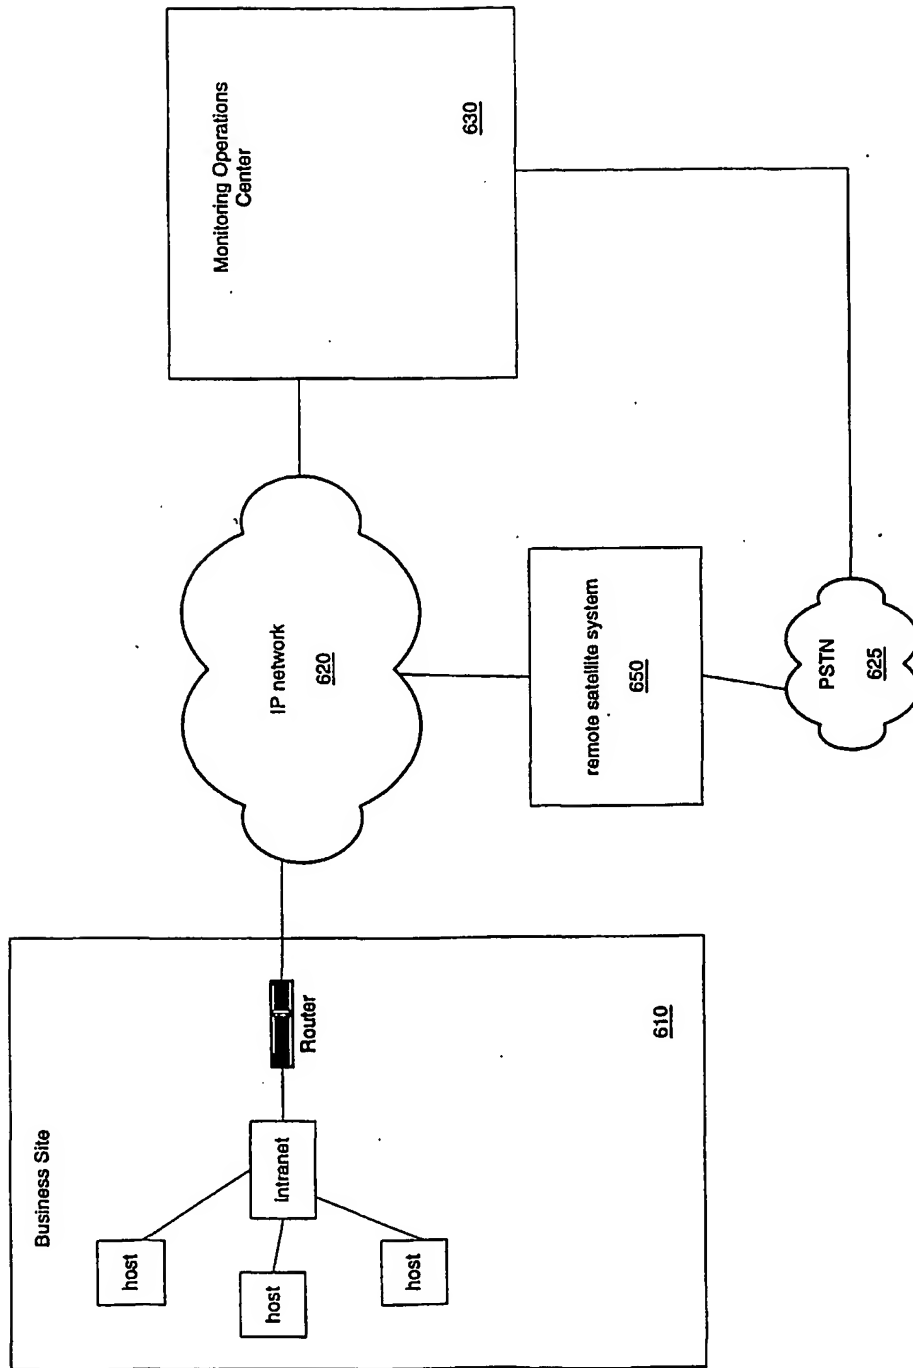 Business Site
host
host
host
intranet
Router
610
IP network
620
remote satellite system
650
PSTN
625
Monitoring Operations
Center
630